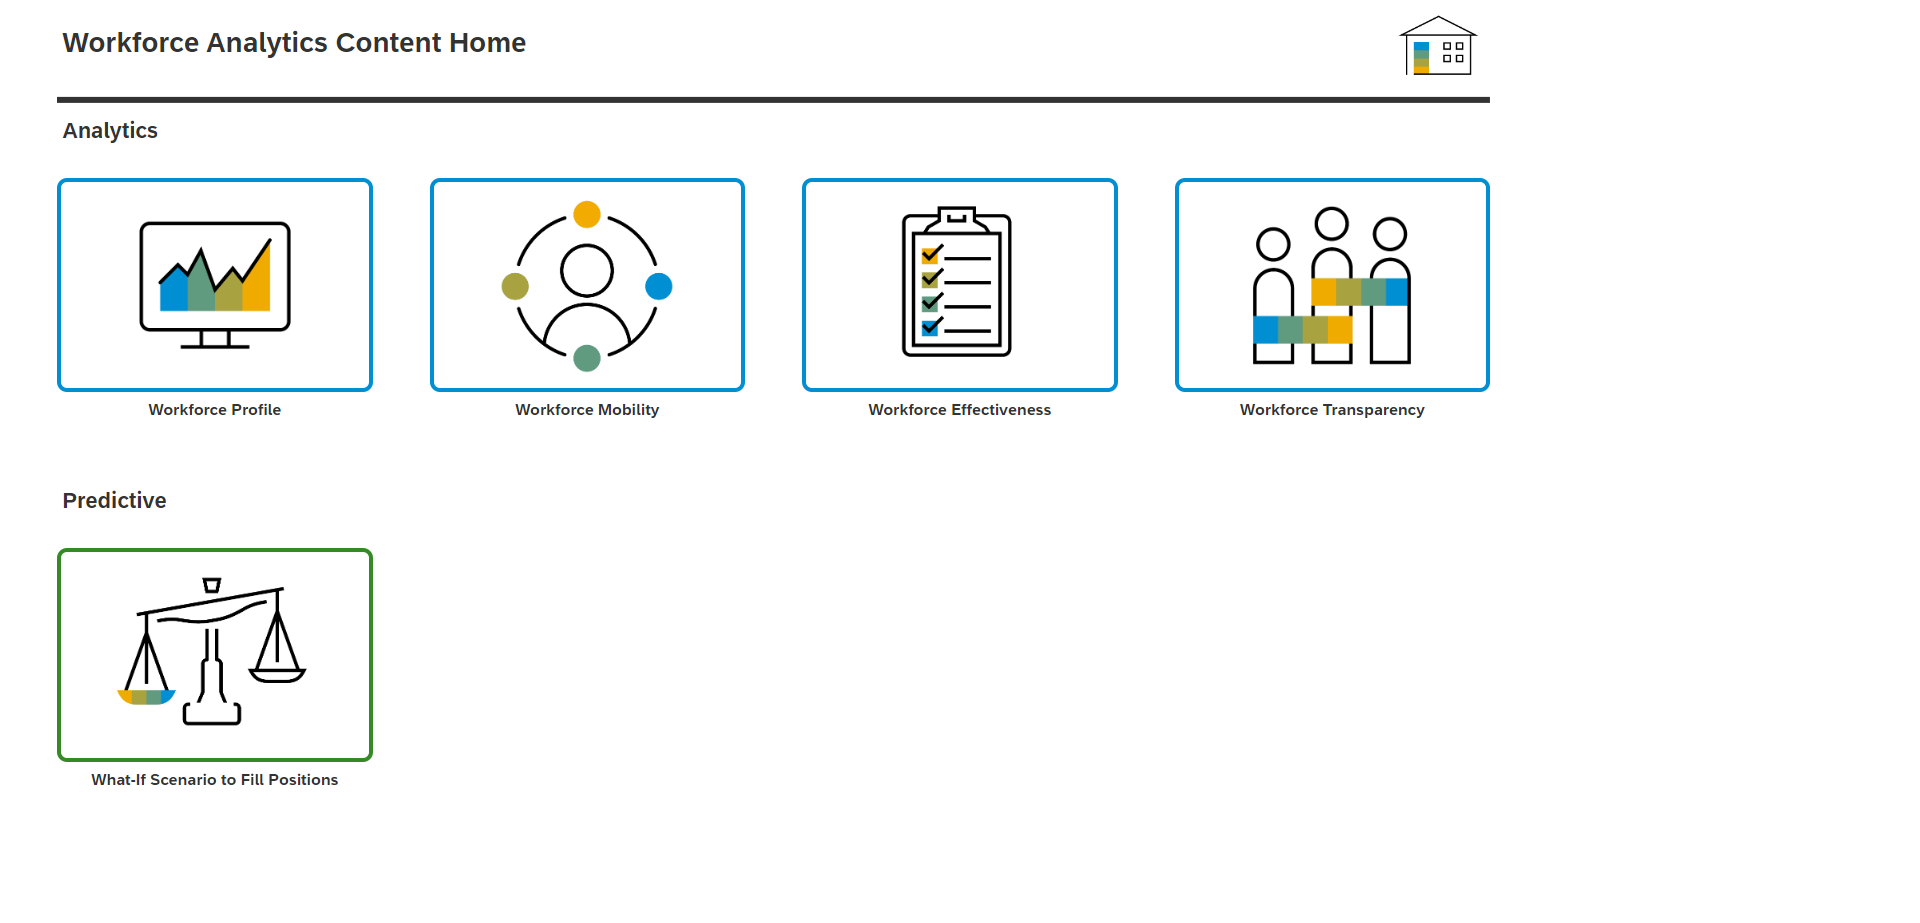 Workforce Analytics Content Home
Analytics
Workforce Profile
Workforce Mobility
Workforce Effectiveness
Workforce Transparency
Predictive
What-If Scenario to Fill Positions